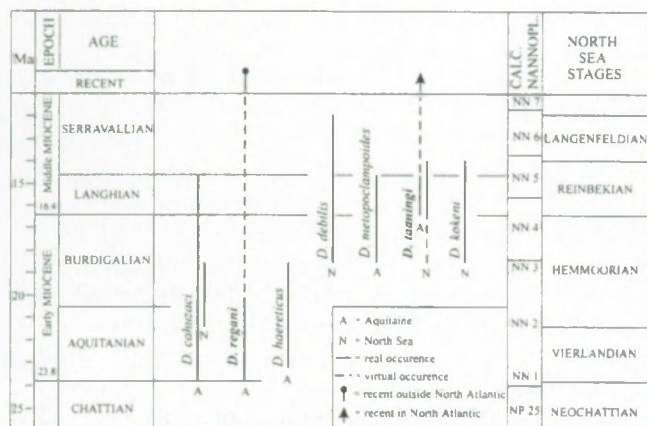 Ma
EPOCH
AGE
CALC.
NANNOPL.
NORTH
SEA
STAGES
RECENT
Middle MIOCENE
Early MIOCENE
SERRAVALLIAN
LANGHIAN
BURDIGALIAN
AQUITANIAN
CHATTIAN
15
16.4
20
23.8
25
D. cahuzaci
N
A
D. regani
A
D. haereticus
A
D. debilis
N
D. metopoclampoides
A
D. taaningi
A
N
D. kokeni
N
A = Aquitaine
N = North Sea
= real occurence
= virtual occurence
= recent outside North Atlantic
= recent in North Atlantic
NN 7
NN 6
NN 5
NN 4
NN 3
NN 2
NN 1
NP 25
LANGENFELDIAN
REINBEKIAN
HEMMOORIAN
VIERLANDIAN
NEOCHATTIAN